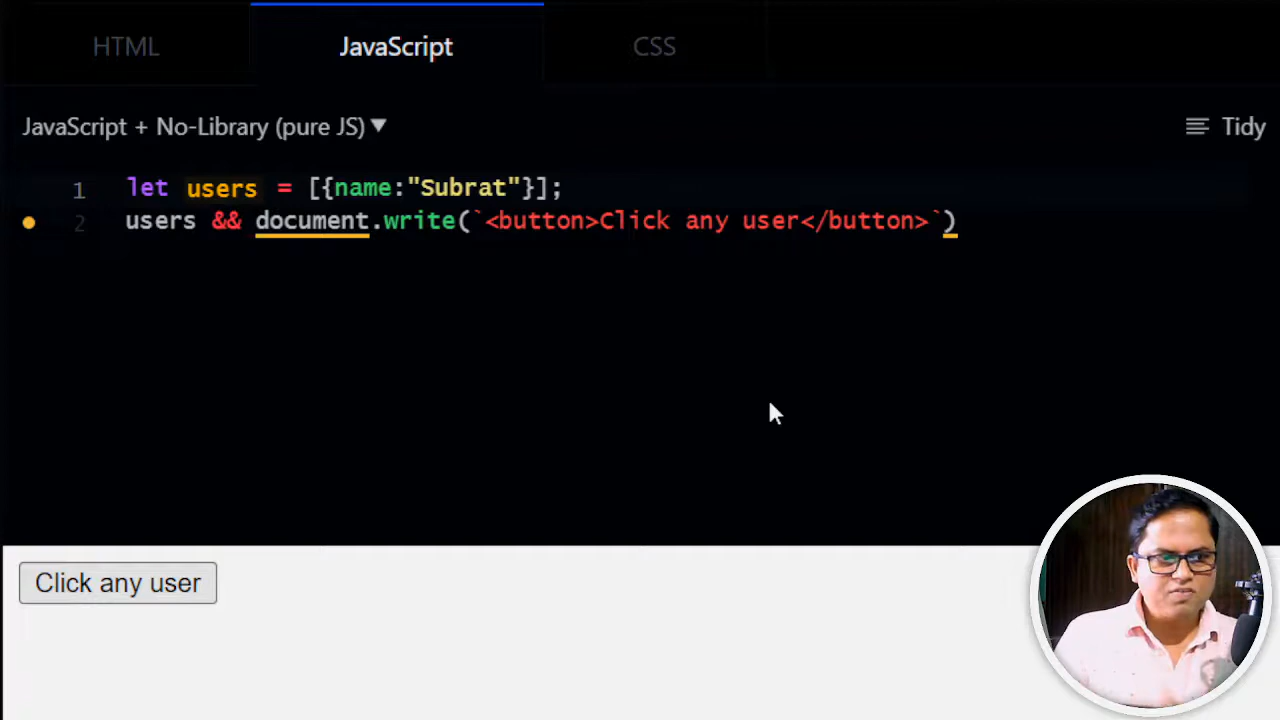 HTML JavaScript CSS
JavaScript + No-Library (pure JS) ▼ Tidy
1 let users = [{name:"Subrat"}];
2 users && document.write(`<button>Click any user</button>`)
Click any user